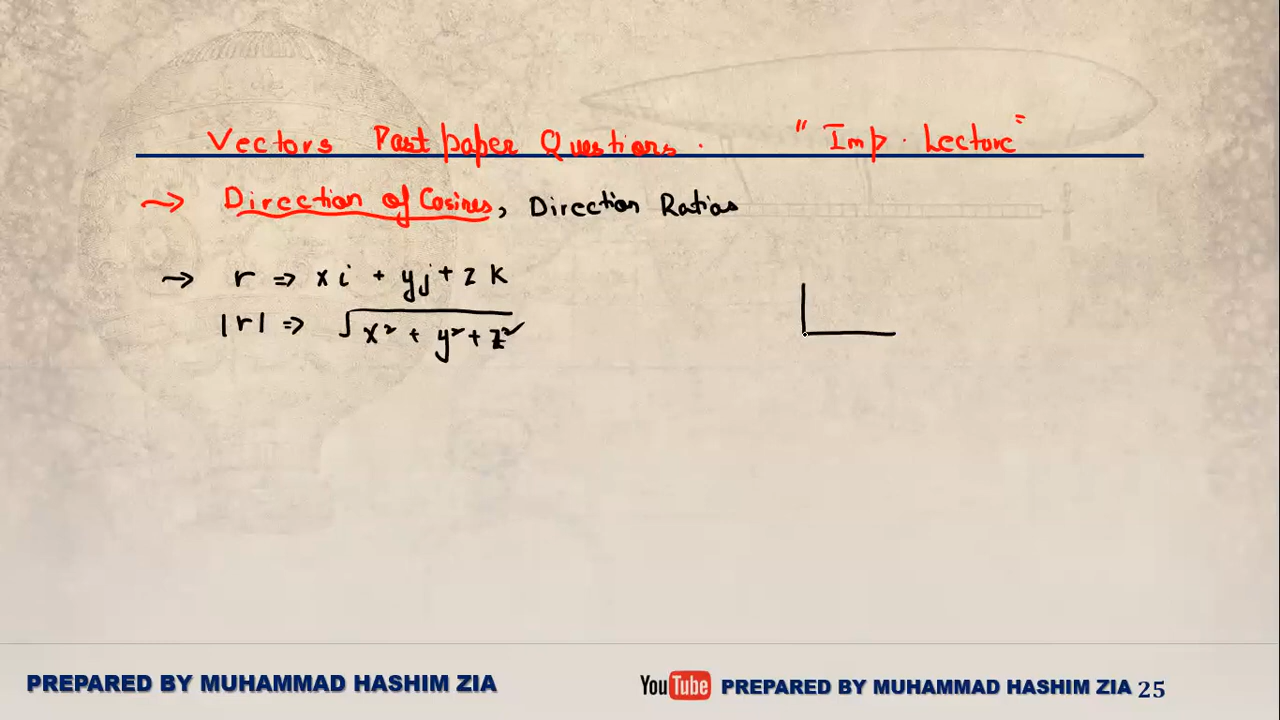 Vectors Past paper Questions. " Imp. Lecture "
→ Direction of Cosines, Direction Ratios
→ r ⇒ xi + yj + zk
|r| ⇒ √x² + y² + z²
PREPARED BY MUHAMMAD HASHIM ZIA
YouTube PREPARED BY MUHAMMAD HASHIM ZIA 25